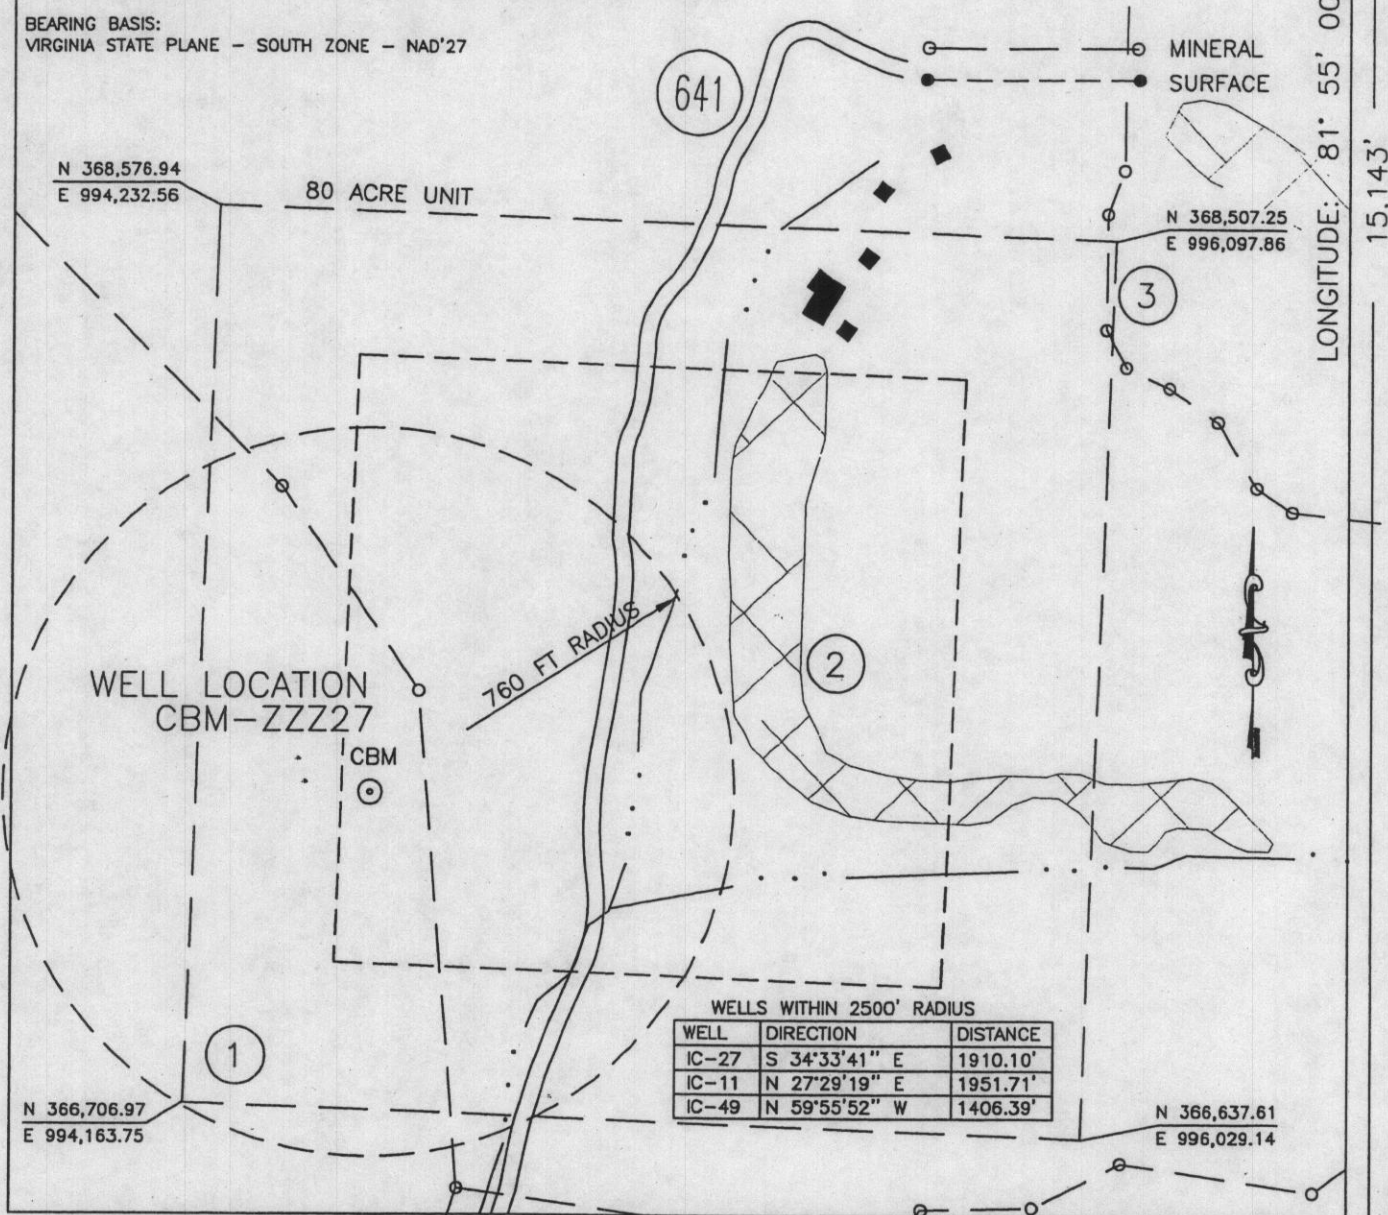 BEARING BASIS:
VIRGINIA STATE PLANE - SOUTH ZONE - NAD'27
641
MINERAL
SURFACE
LONGITUDE: 81° 55' 00
15,143'
N 368,576.94
E 994,232.56
80 ACRE UNIT
N 368,507.25
E 996,097.86
3
760 FT RADIUS
2
WELL LOCATION
CBM-ZZZ27
CBM
1
WELLS WITHIN 2500' RADIUS
WELL DIRECTION DISTANCE
IC-27 S 34°33'41" E 1910.10'
IC-11 N 27°29'19" E 1951.71'
IC-49 N 59°55'52" W 1406.39'
N 366,706.97
E 994,163.75
N 366,637.61
E 996,029.14